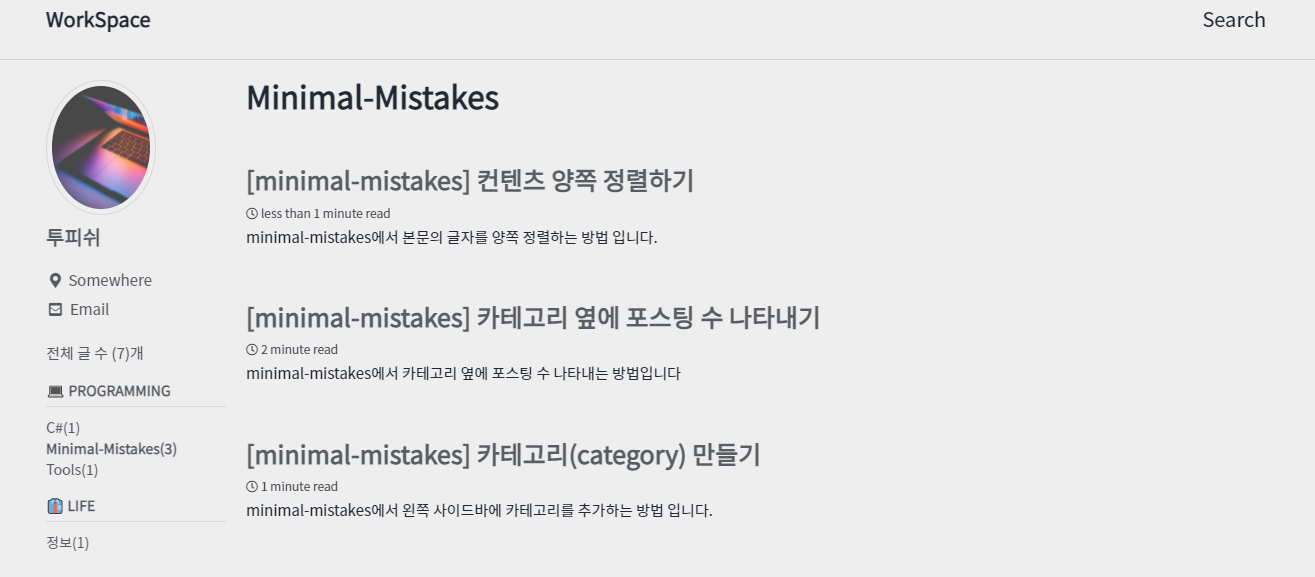 WorkSpace
Search
투피쉬
Somewhere
Email
전체 글 수 (7)개
PROGRAMMING
C#(1)
Minimal-Mistakes(3)
Tools(1)
LIFE
정보(1)
Minimal-Mistakes
[minimal-mistakes] 컨텐츠 양쪽 정렬하기
less than 1 minute read
minimal-mistakes에서 본문의 글자를 양쪽 정렬하는 방법 입니다.
[minimal-mistakes] 카테고리 옆에 포스팅 수 나타내기
2 minute read
minimal-mistakes에서 카테고리 옆에 포스팅 수 나타내는 방법입니다
[minimal-mistakes] 카테고리(category) 만들기
1 minute read
minimal-mistakes에서 왼쪽 사이드바에 카테고리를 추가하는 방법 입니다.